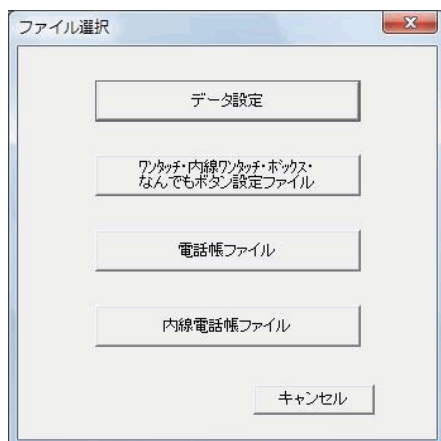 ファイル選択
データ設定
ワンタッチ・内線ワンタッチ・ボックス・
なんでもボタン設定ファイル
電話帳ファイル
内線電話帳ファイル
キャンセル